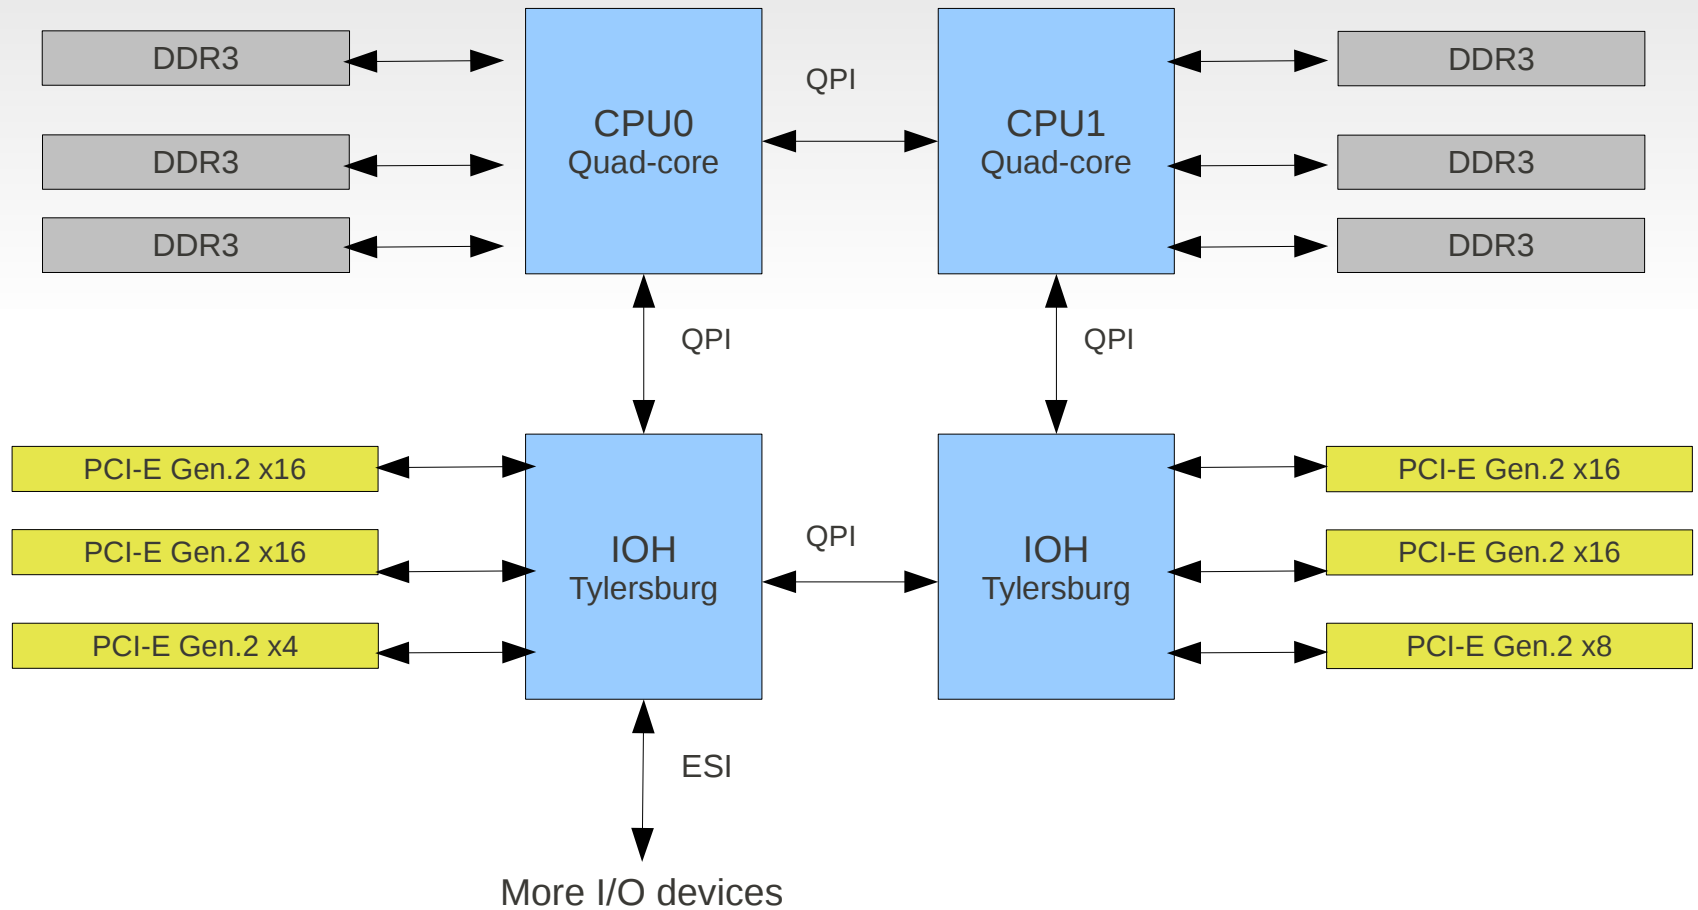 DDR3
DDR3
DDR3
CPU0
Quad-core
QPI
CPU1
Quad-core
DDR3
DDR3
DDR3
QPI
QPI
PCI-E Gen.2 x16
PCI-E Gen.2 x16
PCI-E Gen.2 x4
IOH
Tylersburg
QPI
IOH
Tylersburg
PCI-E Gen.2 x16
PCI-E Gen.2 x16
PCI-E Gen.2 x8
ESI
More I/O devices